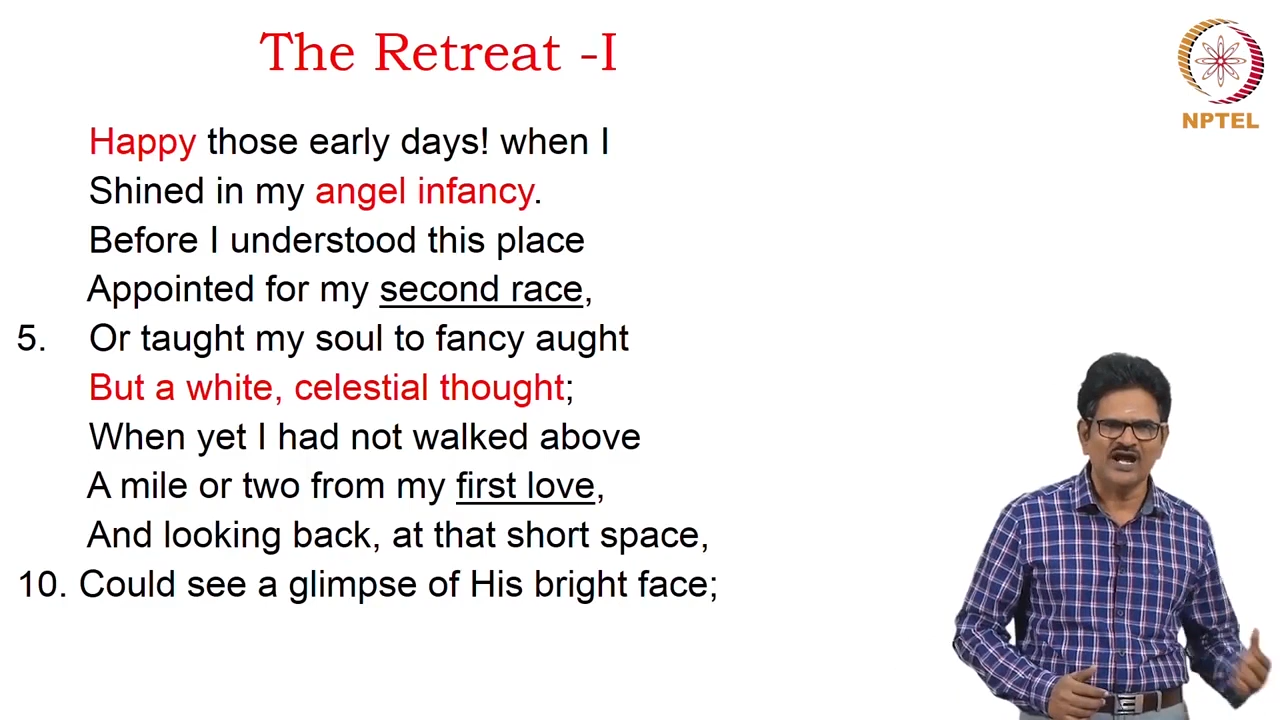 The Retreat -I
NPTEL
Happy those early days! when I
Shined in my angel infancy.
Before I understood this place
Appointed for my second race,
5. Or taught my soul to fancy aught
But a white, celestial thought;
When yet I had not walked above
A mile or two from my first love,
And looking back, at that short space,
10. Could see a glimpse of His bright face;